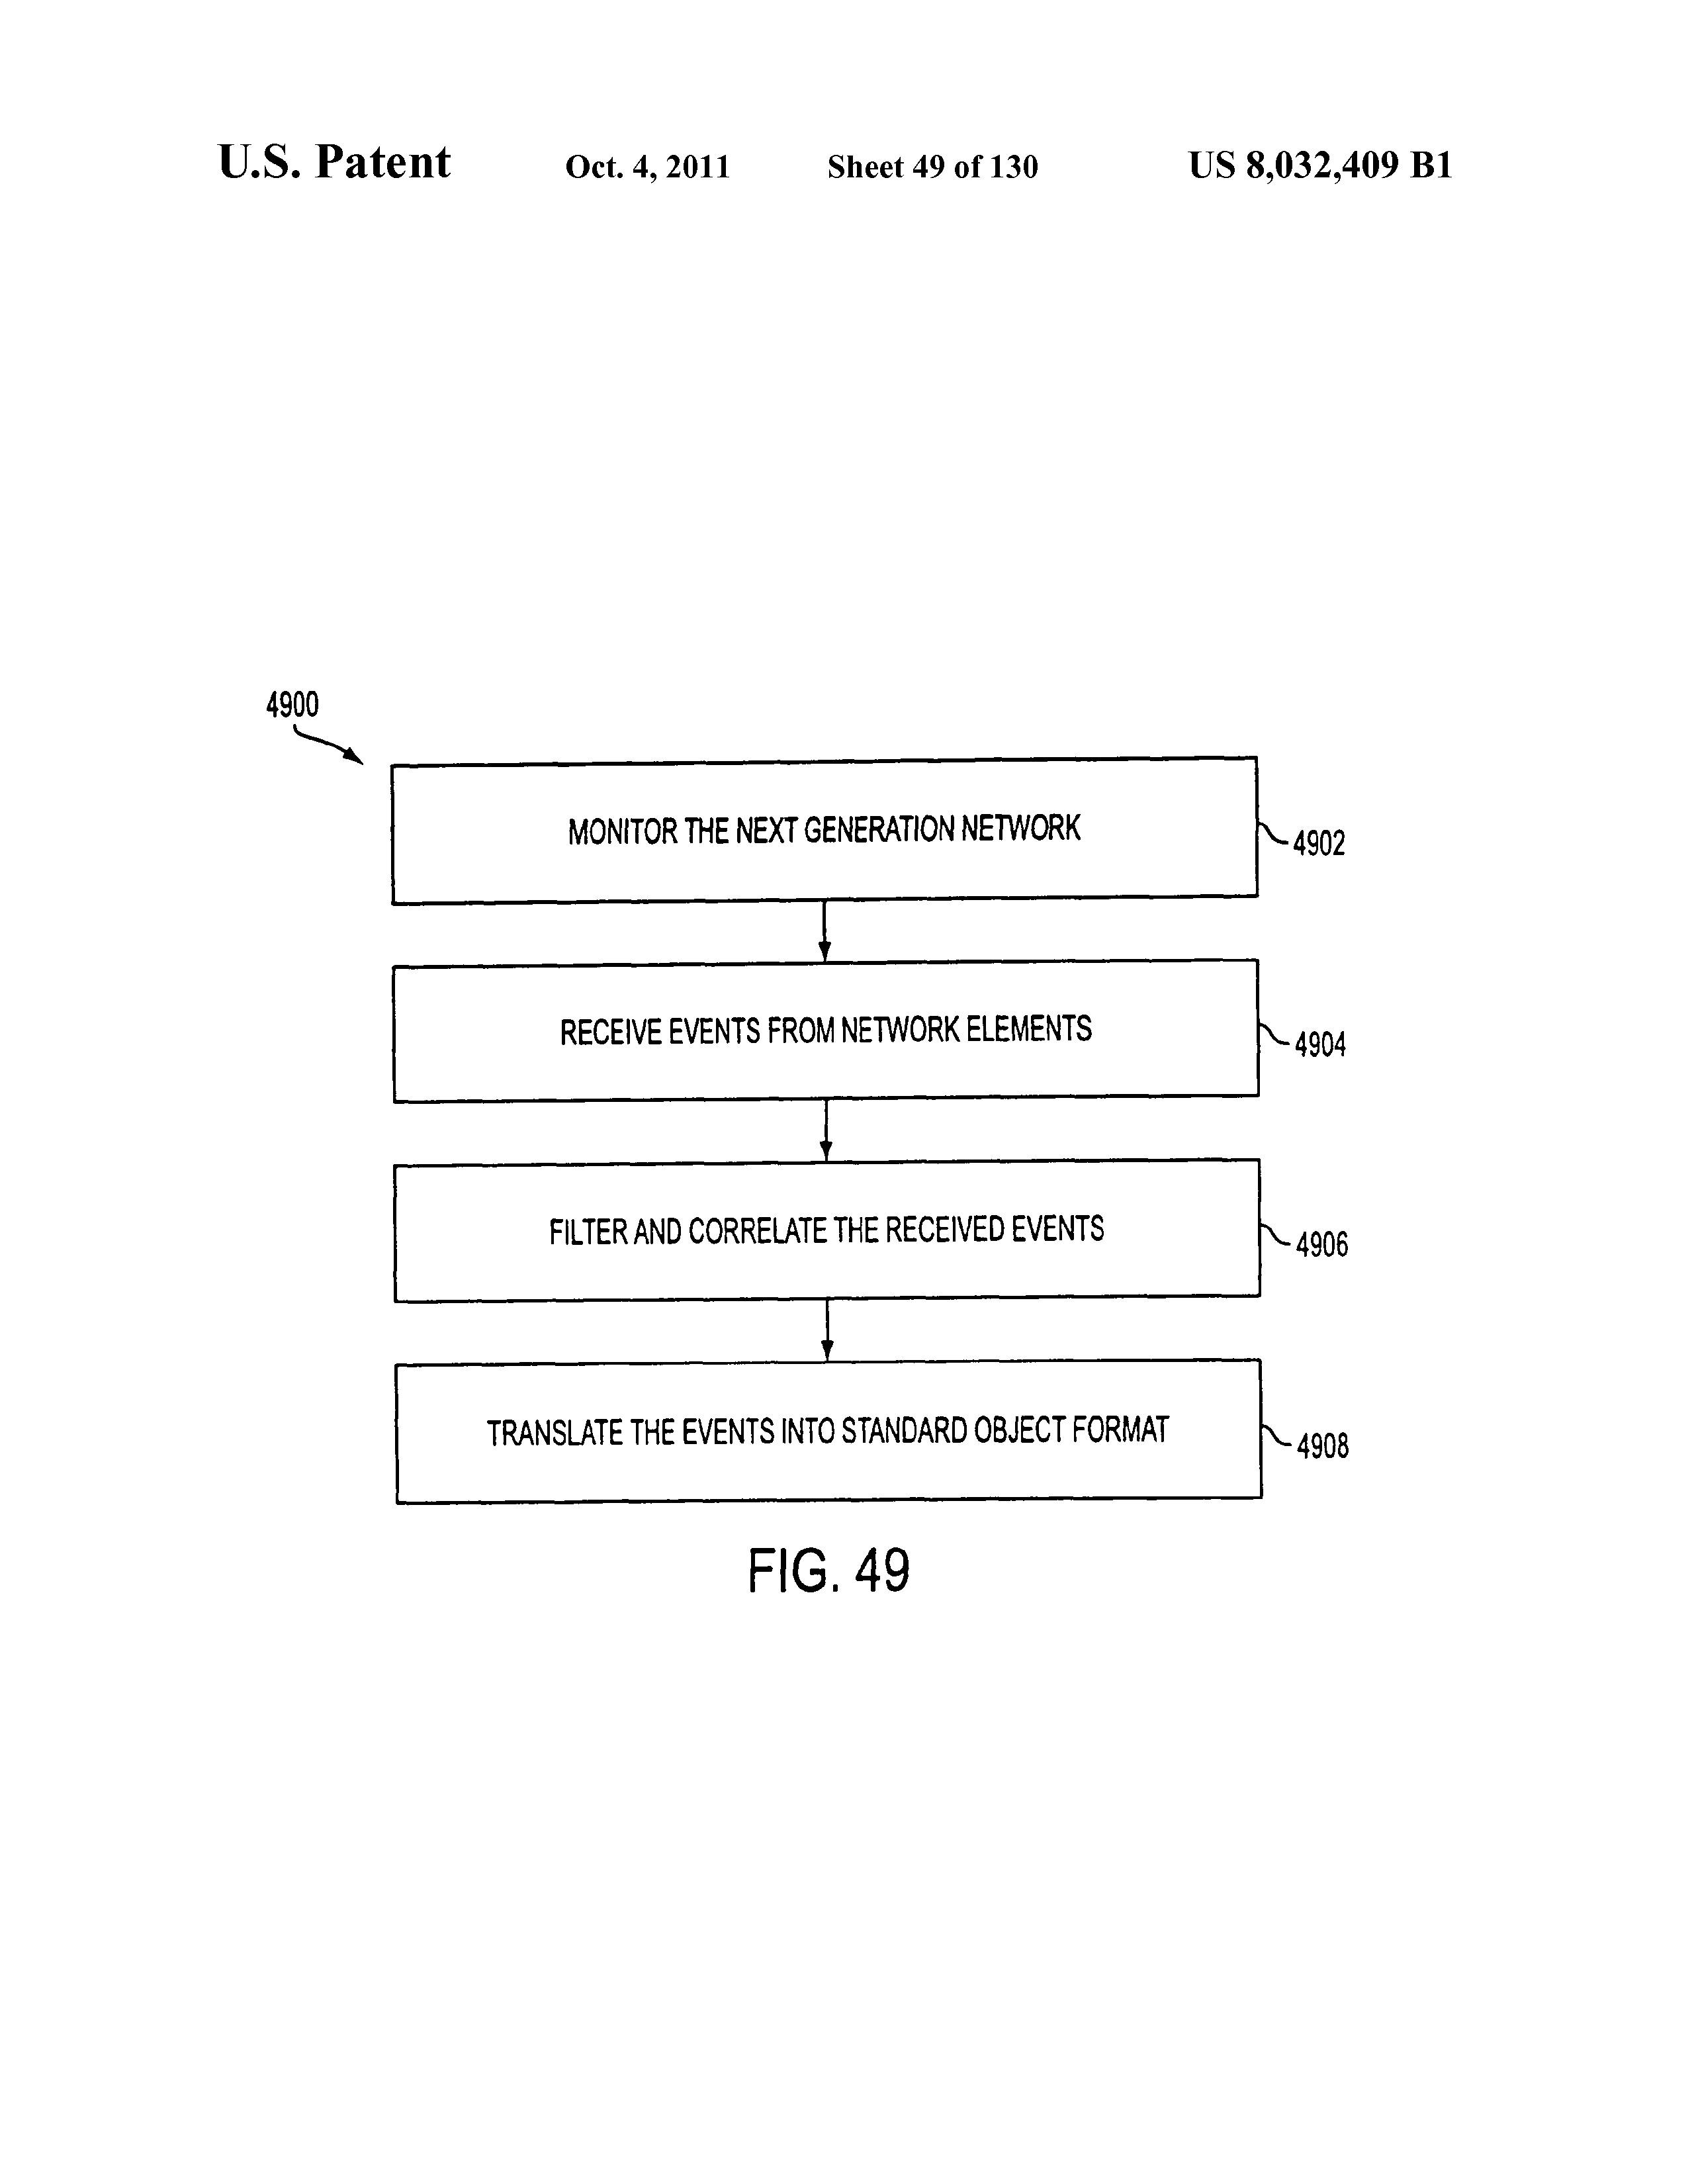 U.S. Patent Oct. 4, 2011 Sheet 49 of 130 US 8,032,409 B1
4900
MONITOR THE NEXT GENERATION NETWORK
4902
RECEIVE EVENTS FROM NETWORK ELEMENTS
4904
FILTER AND CORRELATE THE RECEIVED EVENTS
4906
TRANSLATE THE EVENTS INTO STANDARD OBJECT FORMAT
4908
FIG. 49